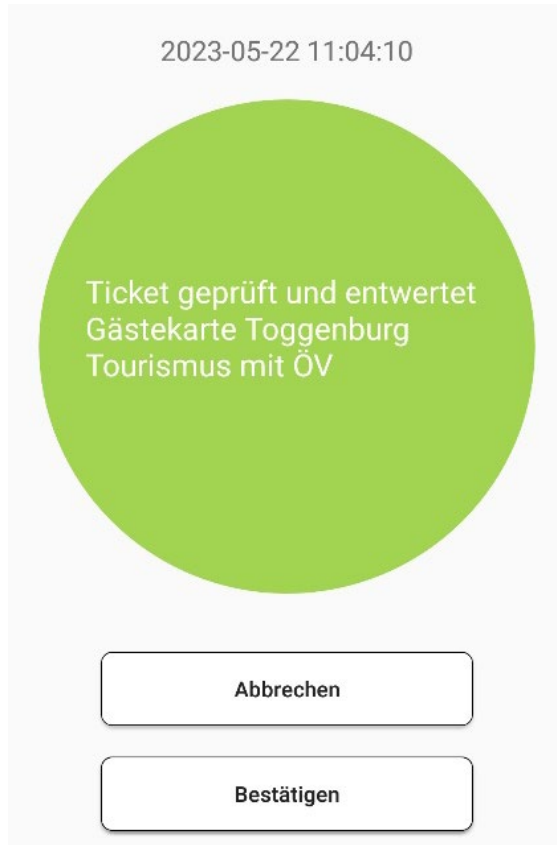 2023-05-22 11:04:10
Ticket geprüft und entwertet
Gästekarte Toggenburg
Tourismus mit ÖV
Abbrechen
Bestätigen